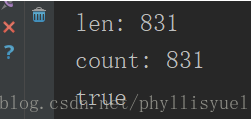 len: 831
count: 831
true
blog.csdn.net/phyllisyuel